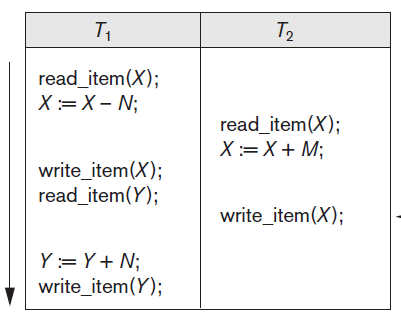 T₁ T₂
read_item(X);
X := X – N;
read_item(X);
X := X + M;
write_item(X);
read_item(Y);
write_item(X);
Y := Y + N;
write_item(Y);